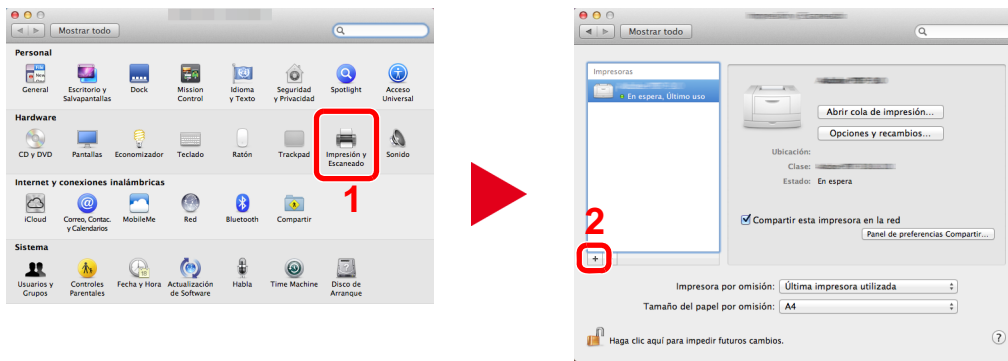 Mostrar todo
Personal
General
Escritorio y
Salvapantallas
Dock
Mission
Control
Idioma
y Texto
Seguridad
y Privacidad
Spotlight
Acceso
Universal
Hardware
CD y DVD
Pantallas
Economizador
Teclado
Ratón
Trackpad
Impresión y
Escaneado
Sonido
1
Internet y conexiones inalámbricas
iCloud
Correo, Contac.
y Calendarios
MobileMe
Red
Bluetooth
Compartir
Sistema
Usuarios y
Grupos
Controles
Parentales
Fecha y Hora
Actualización
de Software
Habla
Time Machine
Disco de
Arranque
Mostrar todo
Impresoras
En espera, Último uso
2
+
Abrir cola de impresión...
Opciones y recambios...
Ubicación:
Clase:
Estado: En espera
Compartir esta impresora en la red
Panel de preferencias Compartir...
Impresora por omisión: Última impresora utilizada
Tamaño del papel por omisión: A4
Haga clic aquí para impedir futuros cambios.
?